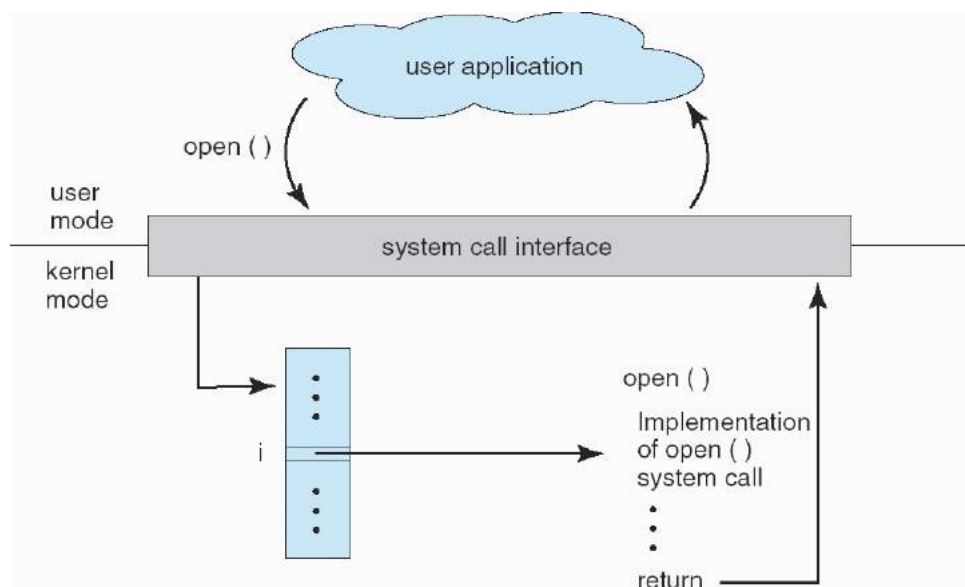 user application
open ( )
user
mode
system call interface
kernel
mode
open ( )
Implementation
i
of open ( )
system call
return